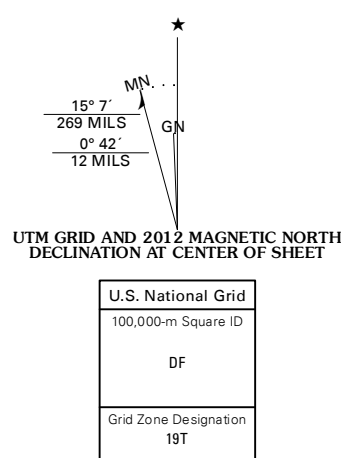 ★
MN
15° 7´
269 MILS
GN
0° 42´
12 MILS
UTM GRID AND 2012 MAGNETIC NORTH
DECLINATION AT CENTER OF SHEET
U.S. National Grid
100,000-m Square ID
DF
Grid Zone Designation
19T